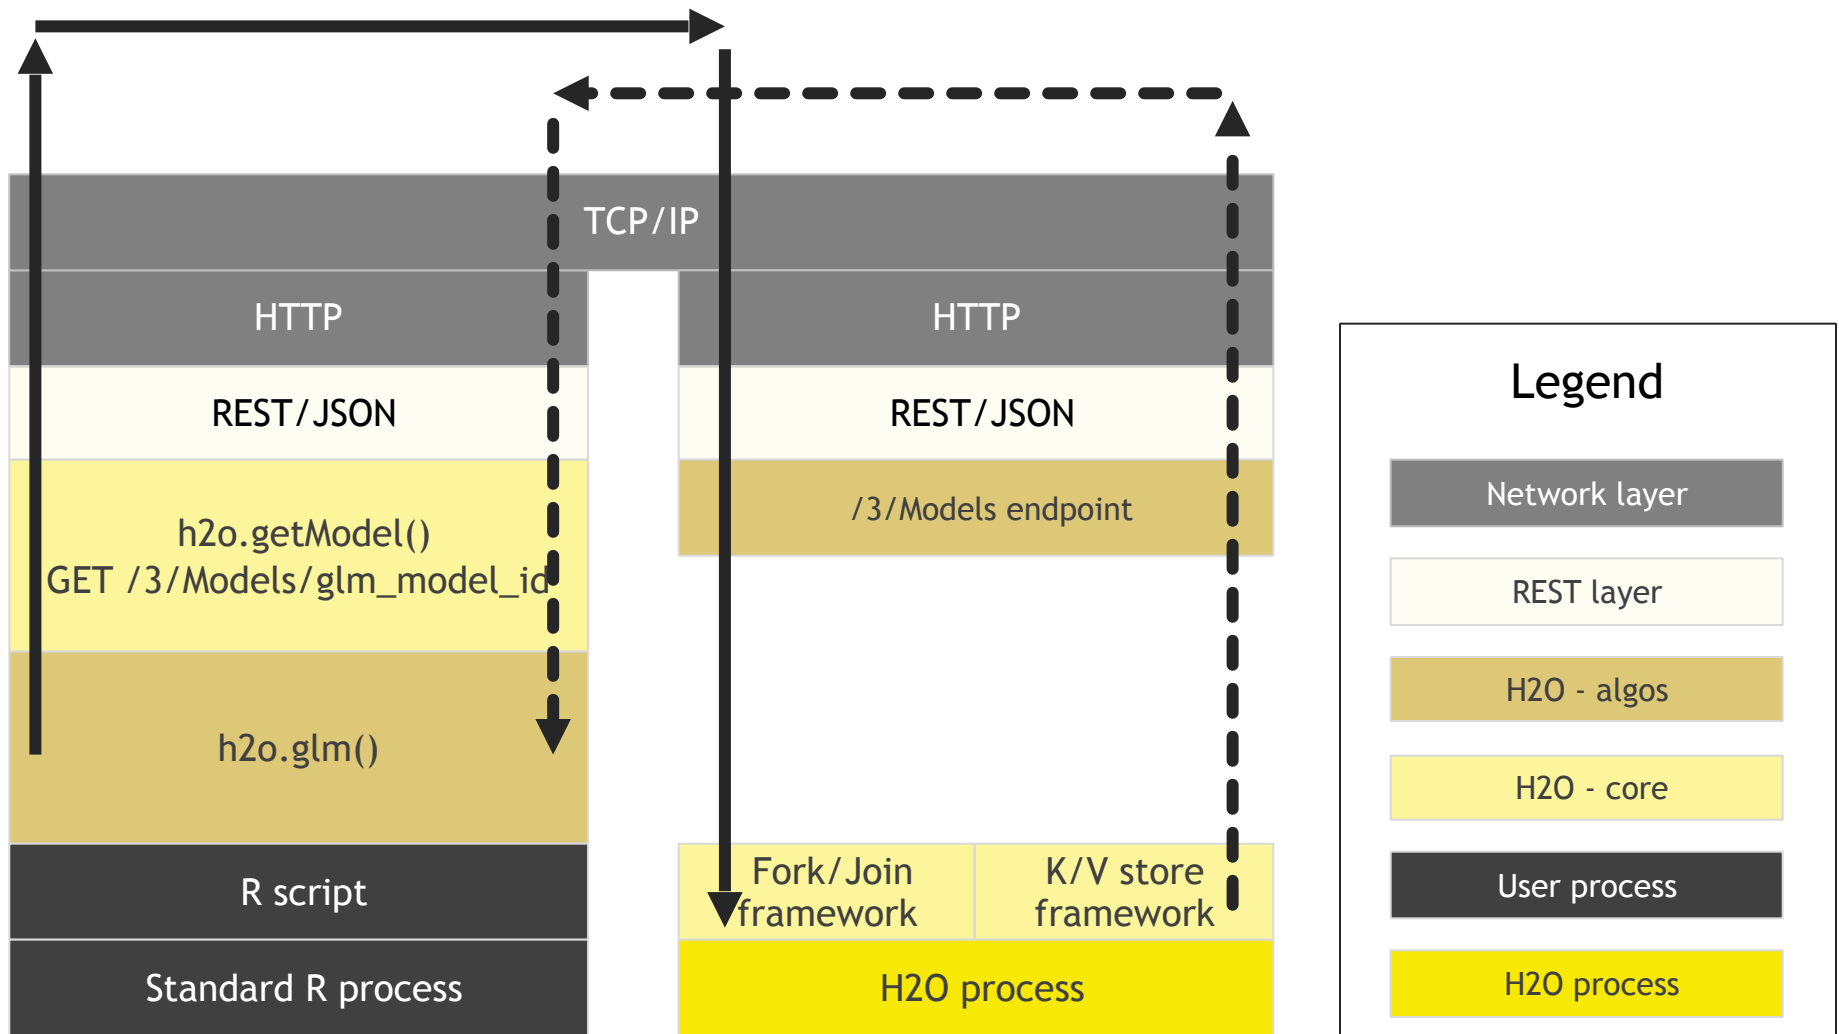 TCP/IP
HTTP
REST/JSON
h2o.getModel()
GET /3/Models/glm_model_id
h2o.glm()
R script
Standard R process
HTTP
REST/JSON
/3/Models endpoint
Fork/Join
framework
K/V store
framework
H2O process
Legend
Network layer
REST layer
H2O - algos
H2O - core
User process
H2O process